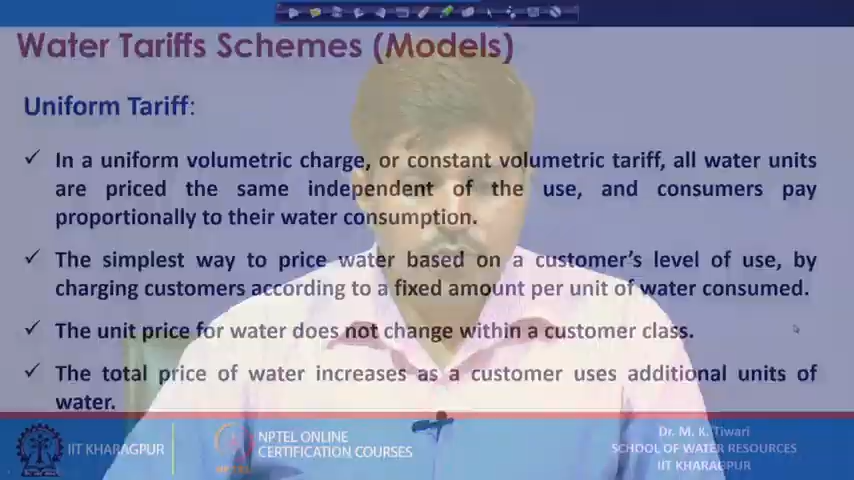 Water Tariffs Schemes (Models)
Uniform Tariff:
✓ In a uniform volumetric charge, or constant volumetric tariff, all water units
are priced the same independent of the use, and consumers pay
proportionally to their water consumption.
✓ The simplest way to price water based on a customer's level of use, by
charging customers according to a fixed amount per unit of water consumed.
✓ The unit price for water does not change within a customer class.
✓ The total price of water increases as a customer uses additional units of
water.
IIT KHARAGPUR
NPTEL ONLINE
CERTIFICATION COURSES
Dr. M. K. Tiwari
SCHOOL OF WATER RESOURCES
IIT KHARAGPUR